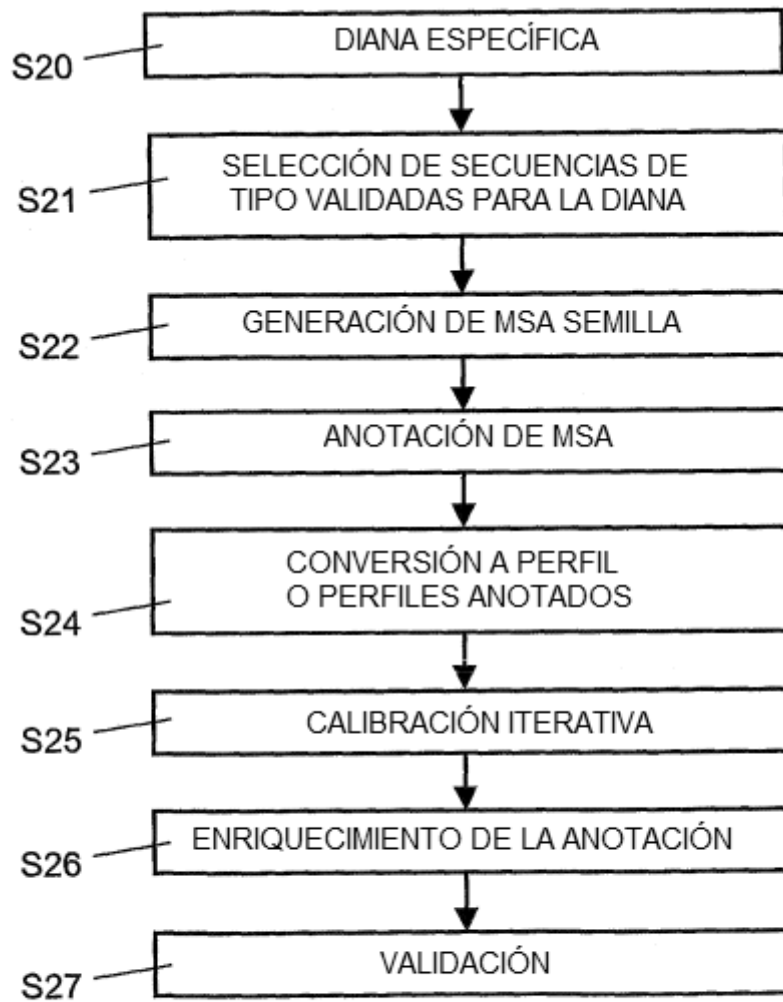 DIANA ESPECÍFICA
S20
SELECCIÓN DE SECUENCIAS DE
TIPO VALIDADAS PARA LA DIANA
S21
GENERACIÓN DE MSA SEMILLA
S22
ANOTACIÓN DE MSA
S23
CONVERSIÓN A PERFIL
O PERFILES ANOTADOS
S24
CALIBRACIÓN ITERATIVA
S25
ENRIQUECIMIENTO DE LA ANOTACIÓN
S26
VALIDACIÓN
S27